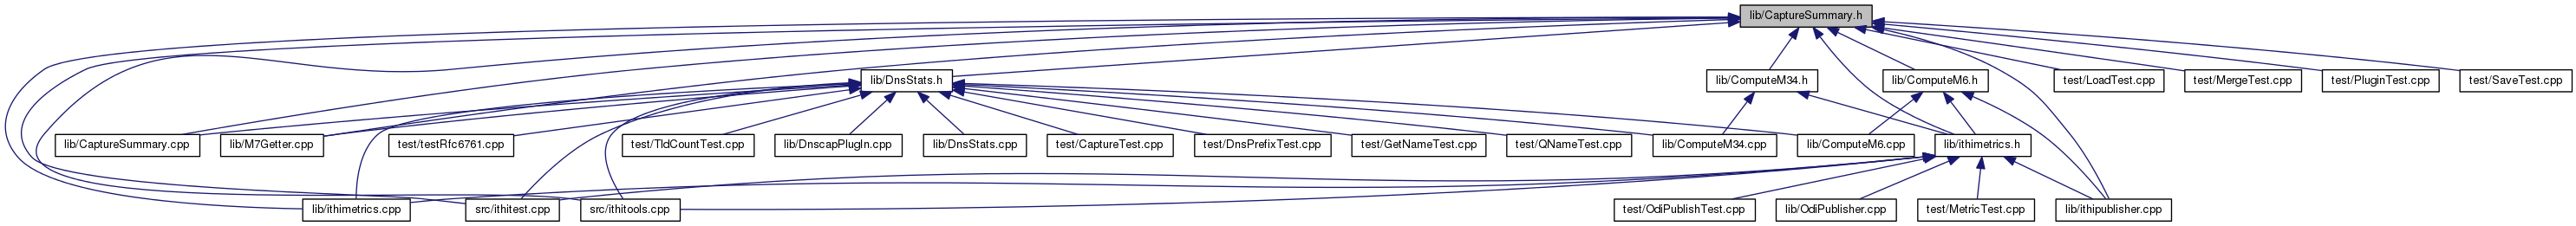 lib/CaptureSummary.h
lib/DnsStats.h
lib/ComputeM34.h
lib/ComputeM6.h
test/LoadTest.cpp
test/MergeTest.cpp
test/PluginTest.cpp
test/SaveTest.cpp
lib/CaptureSummary.cpp
lib/M7Getter.cpp
test/testRfc6761.cpp
test/TldCountTest.cpp
lib/DnscapPlugIn.cpp
lib/DnsStats.cpp
test/CaptureTest.cpp
test/DnsPrefixTest.cpp
test/GetNameTest.cpp
test/QNameTest.cpp
lib/ComputeM34.cpp
lib/ComputeM6.cpp
lib/ithimetrics.h
lib/ithimetrics.cpp
src/ithitest.cpp
src/ithitools.cpp
test/OdiPublishTest.cpp
lib/OdiPublisher.cpp
test/MetricTest.cpp
lib/ithipublisher.cpp